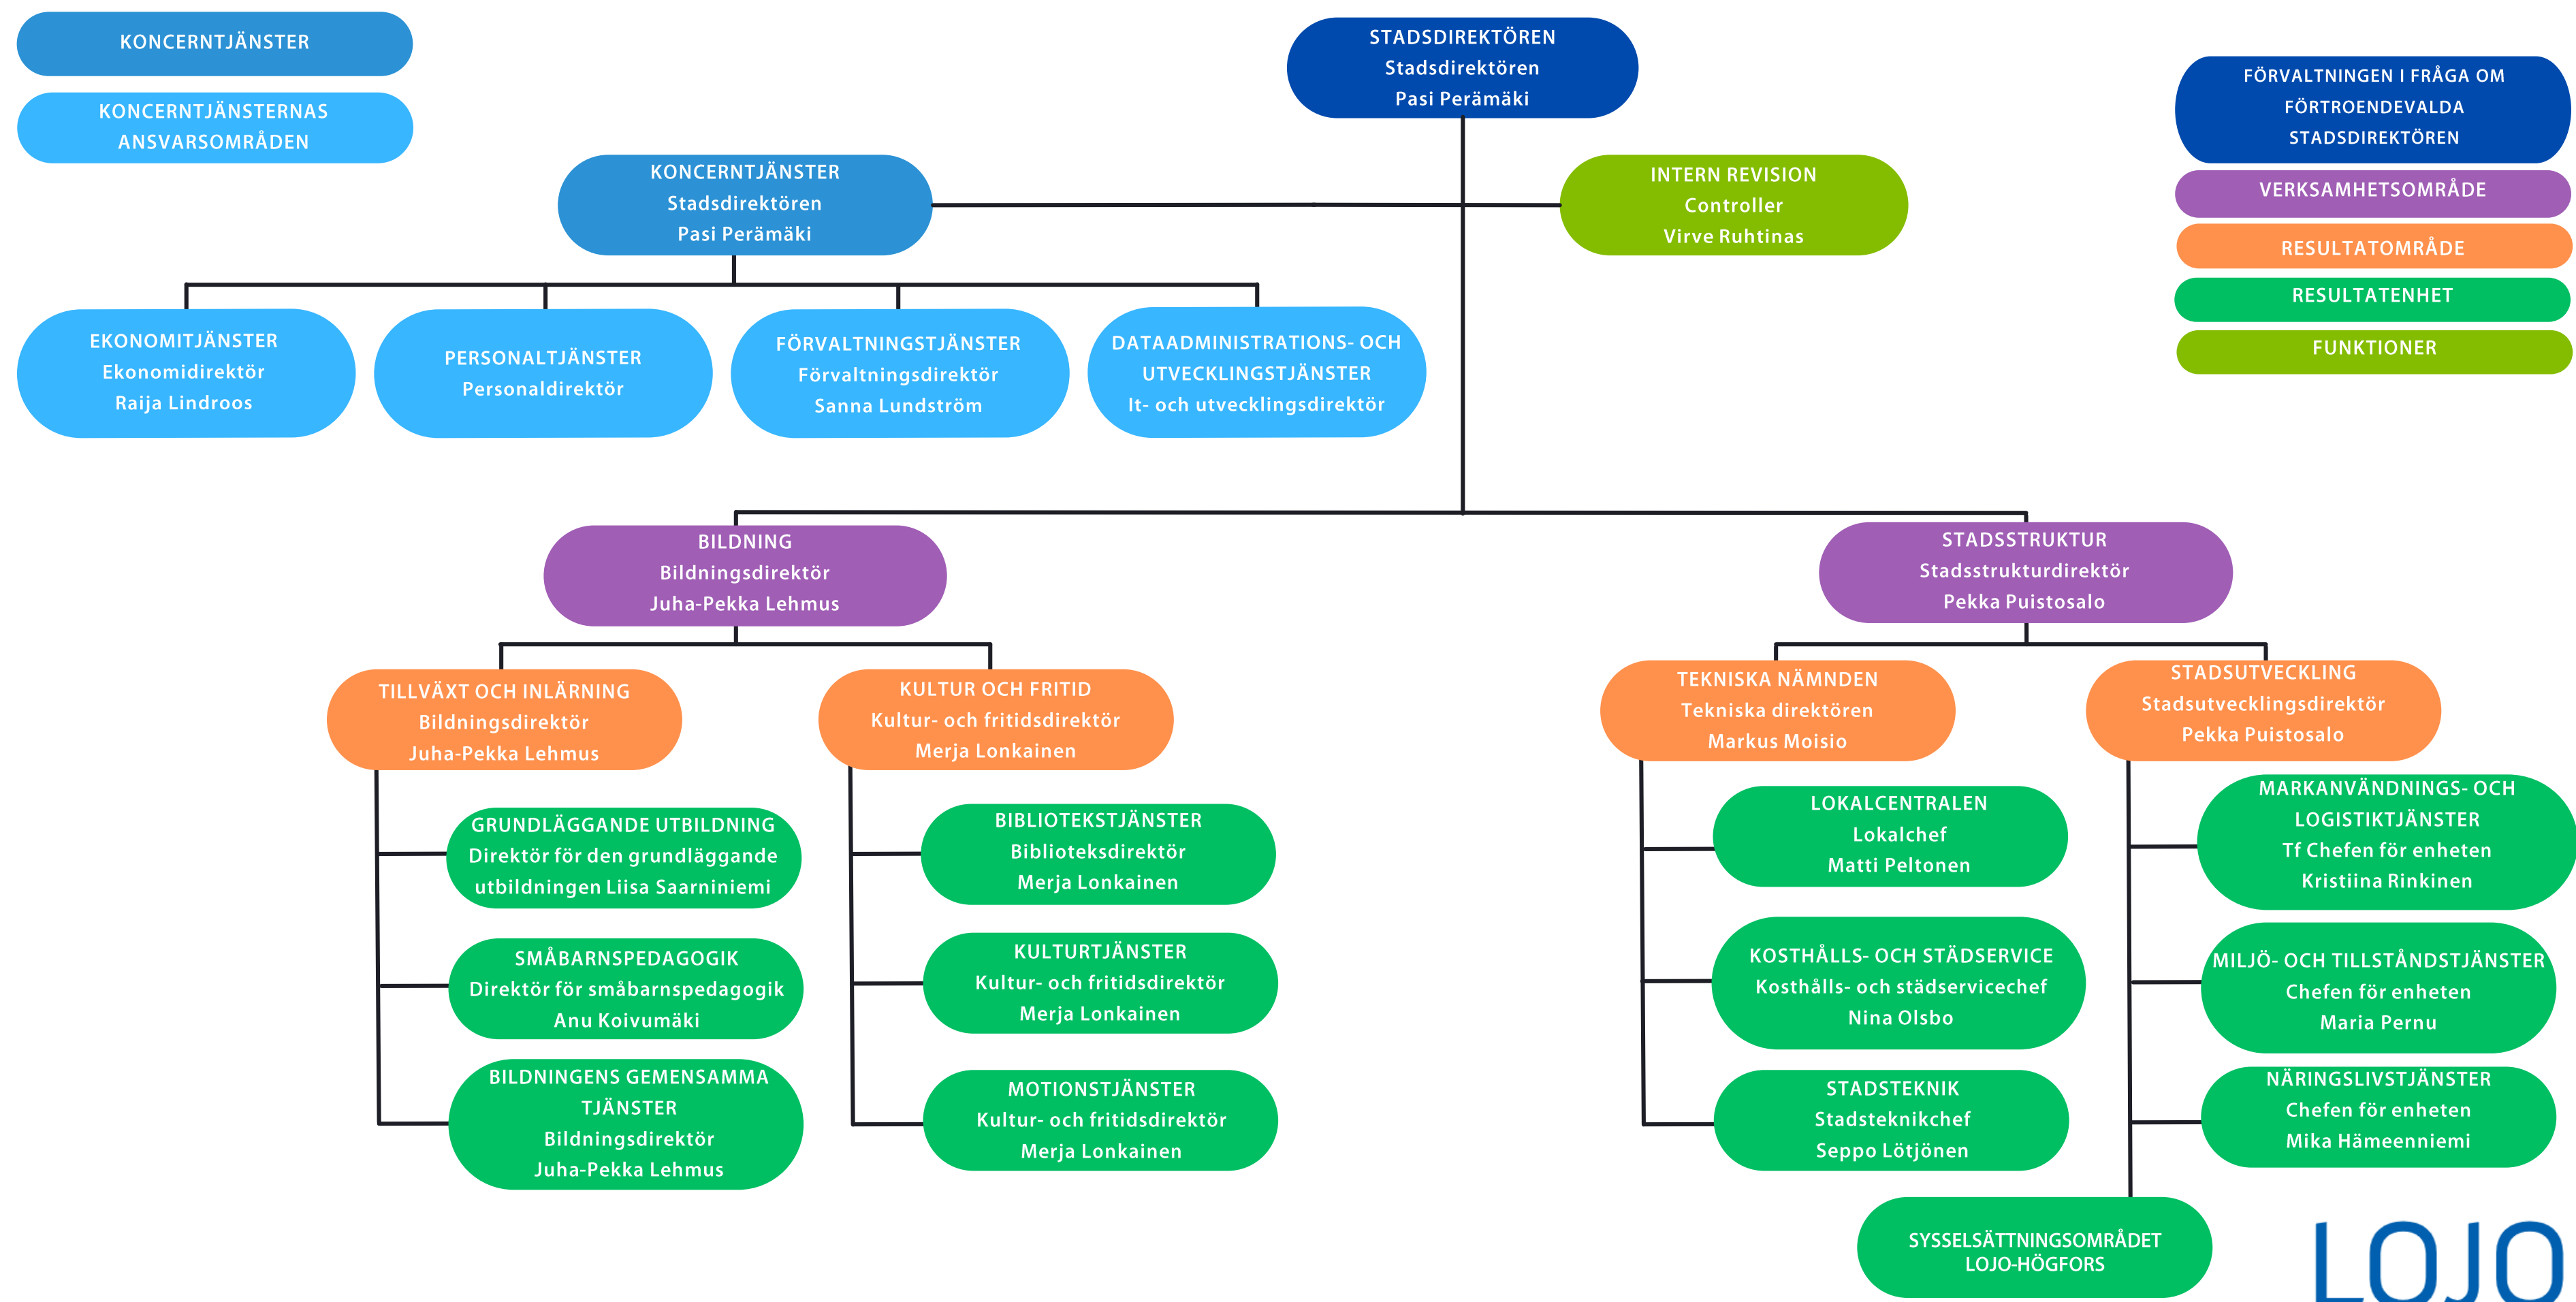 KONCERNTJÄNSTER
KONCERNTJÄNSTERNAS
ANSVARSOMRÅDEN
STADSDIREKTÖREN
Stadsdirektören
Pasi Perämäki
FÖRVALTNINGEN I FRÅGA OM
FÖRTROENDEVALDA
STADSDIREKTÖREN
VERKSAMHETSOMRÅDE
RESULTATOMRÅDE
RESULTATENHET
FUNKTIONER
KONCERNTJÄNSTER
Stadsdirektören
Pasi Perämäki
INTERN REVISION
Controller
Virve Ruhtinas
EKONOMITJÄNSTER
Ekonomidirektör
Raija Lindroos
PERSONALTJÄNSTER
Personaldirektör
FÖRVALTNINGSTJÄNSTER
Förvaltningsdirektör
Sanna Lundström
DATAADMINISTRATIONS- OCH
UTVECKLINGSTJÄNSTER
It- och utvecklingsdirektör
BILDNING
Bildningsdirektör
Juha-Pekka Lehmus
STADSSTRUKTUR
Stadsstrukturdirektör
Pekka Puistosalo
TILLVÄXT OCH INLÄRNING
Bildningsdirektör
Juha-Pekka Lehmus
KULTUR OCH FRITID
Kultur- och fritidsdirektör
Merja Lonkainen
TEKNISKA NÄMNDEN
Tekniska direktören
Markus Moisio
STADSUTVECKLING
Stadsutvecklingsdirektör
Pekka Puistosalo
GRUNDLÄGGANDE UTBILDNING
Direktör för den grundläggande
utbildningen Liisa Saarniniemi
SMÅBARNSPEDAGOGIK
Direktör för småbarnspedagogik
Anu Koivumäki
BILDNINGENS GEMENSAMMA
TJÄNSTER
Bildningsdirektör
Juha-Pekka Lehmus
BIBLIOTEKSTJÄNSTER
Biblioteksdirektör
Merja Lonkainen
KULTURTJÄNSTER
Kultur- och fritidsdirektör
Merja Lonkainen
MOTIONSTJÄNSTER
Kultur- och fritidsdirektör
Merja Lonkainen
LOKALCENTRALEN
Lokalchef
Matti Peltonen
KOSTHÅLLS- OCH STÄDSERVICE
Kosthålls- och städservicechef
Nina Olsbo
STADSTEKNIK
Stadsteknikchef
Seppo Lötjönen
MARKANVÄNDNINGS- OCH
LOGISTIKTJÄNSTER
Tf Chefen för enheten
Kristiina Rinkinen
MILJÖ- OCH TILLSTÅNDSTJÄNSTER
Chefen för enheten
Maria Pernu
NÄRINGSLIVSTJÄNSTER
Chefen för enheten
Mika Hämeenniemi
SYSSELSÄTTNINGSOMRÅDET
LOJO-HÖGFORS
LOJO